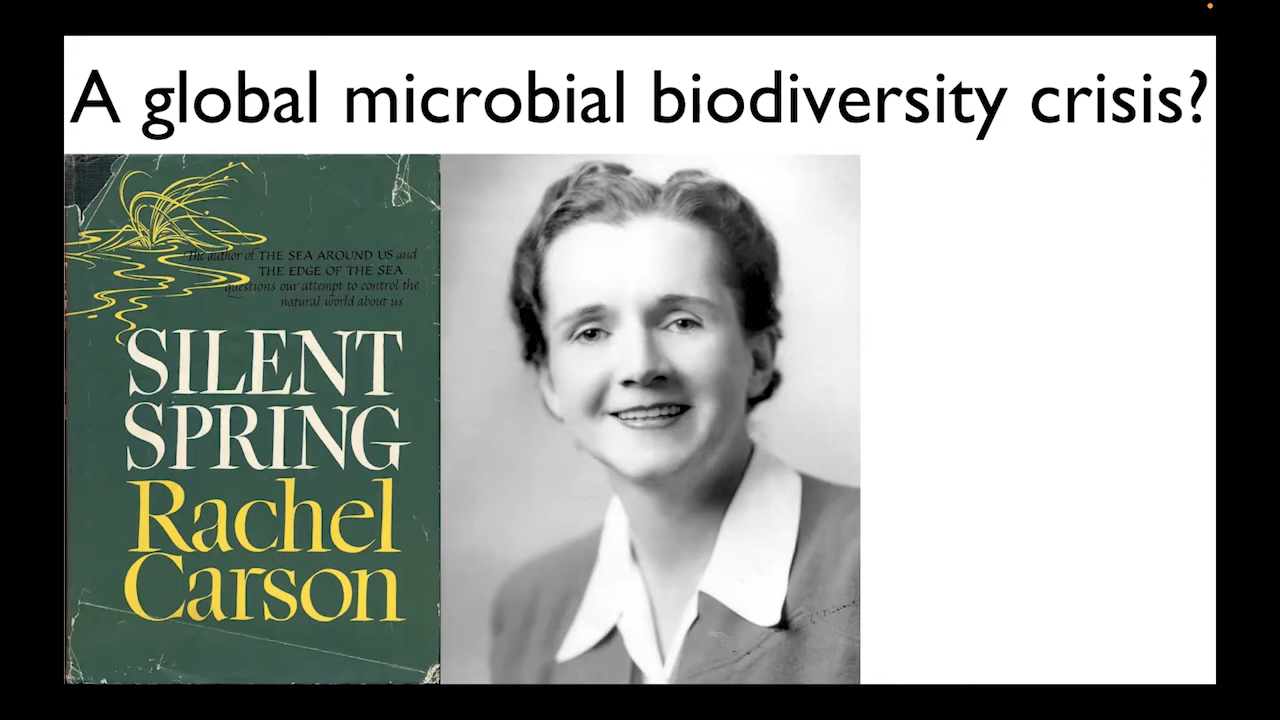 A global microbial biodiversity crisis?
The author of THE SEA AROUND US and
THE EDGE OF THE SEA
questions our attempt to control the
natural world about us
SILENT
SPRING
Rachel
Carson